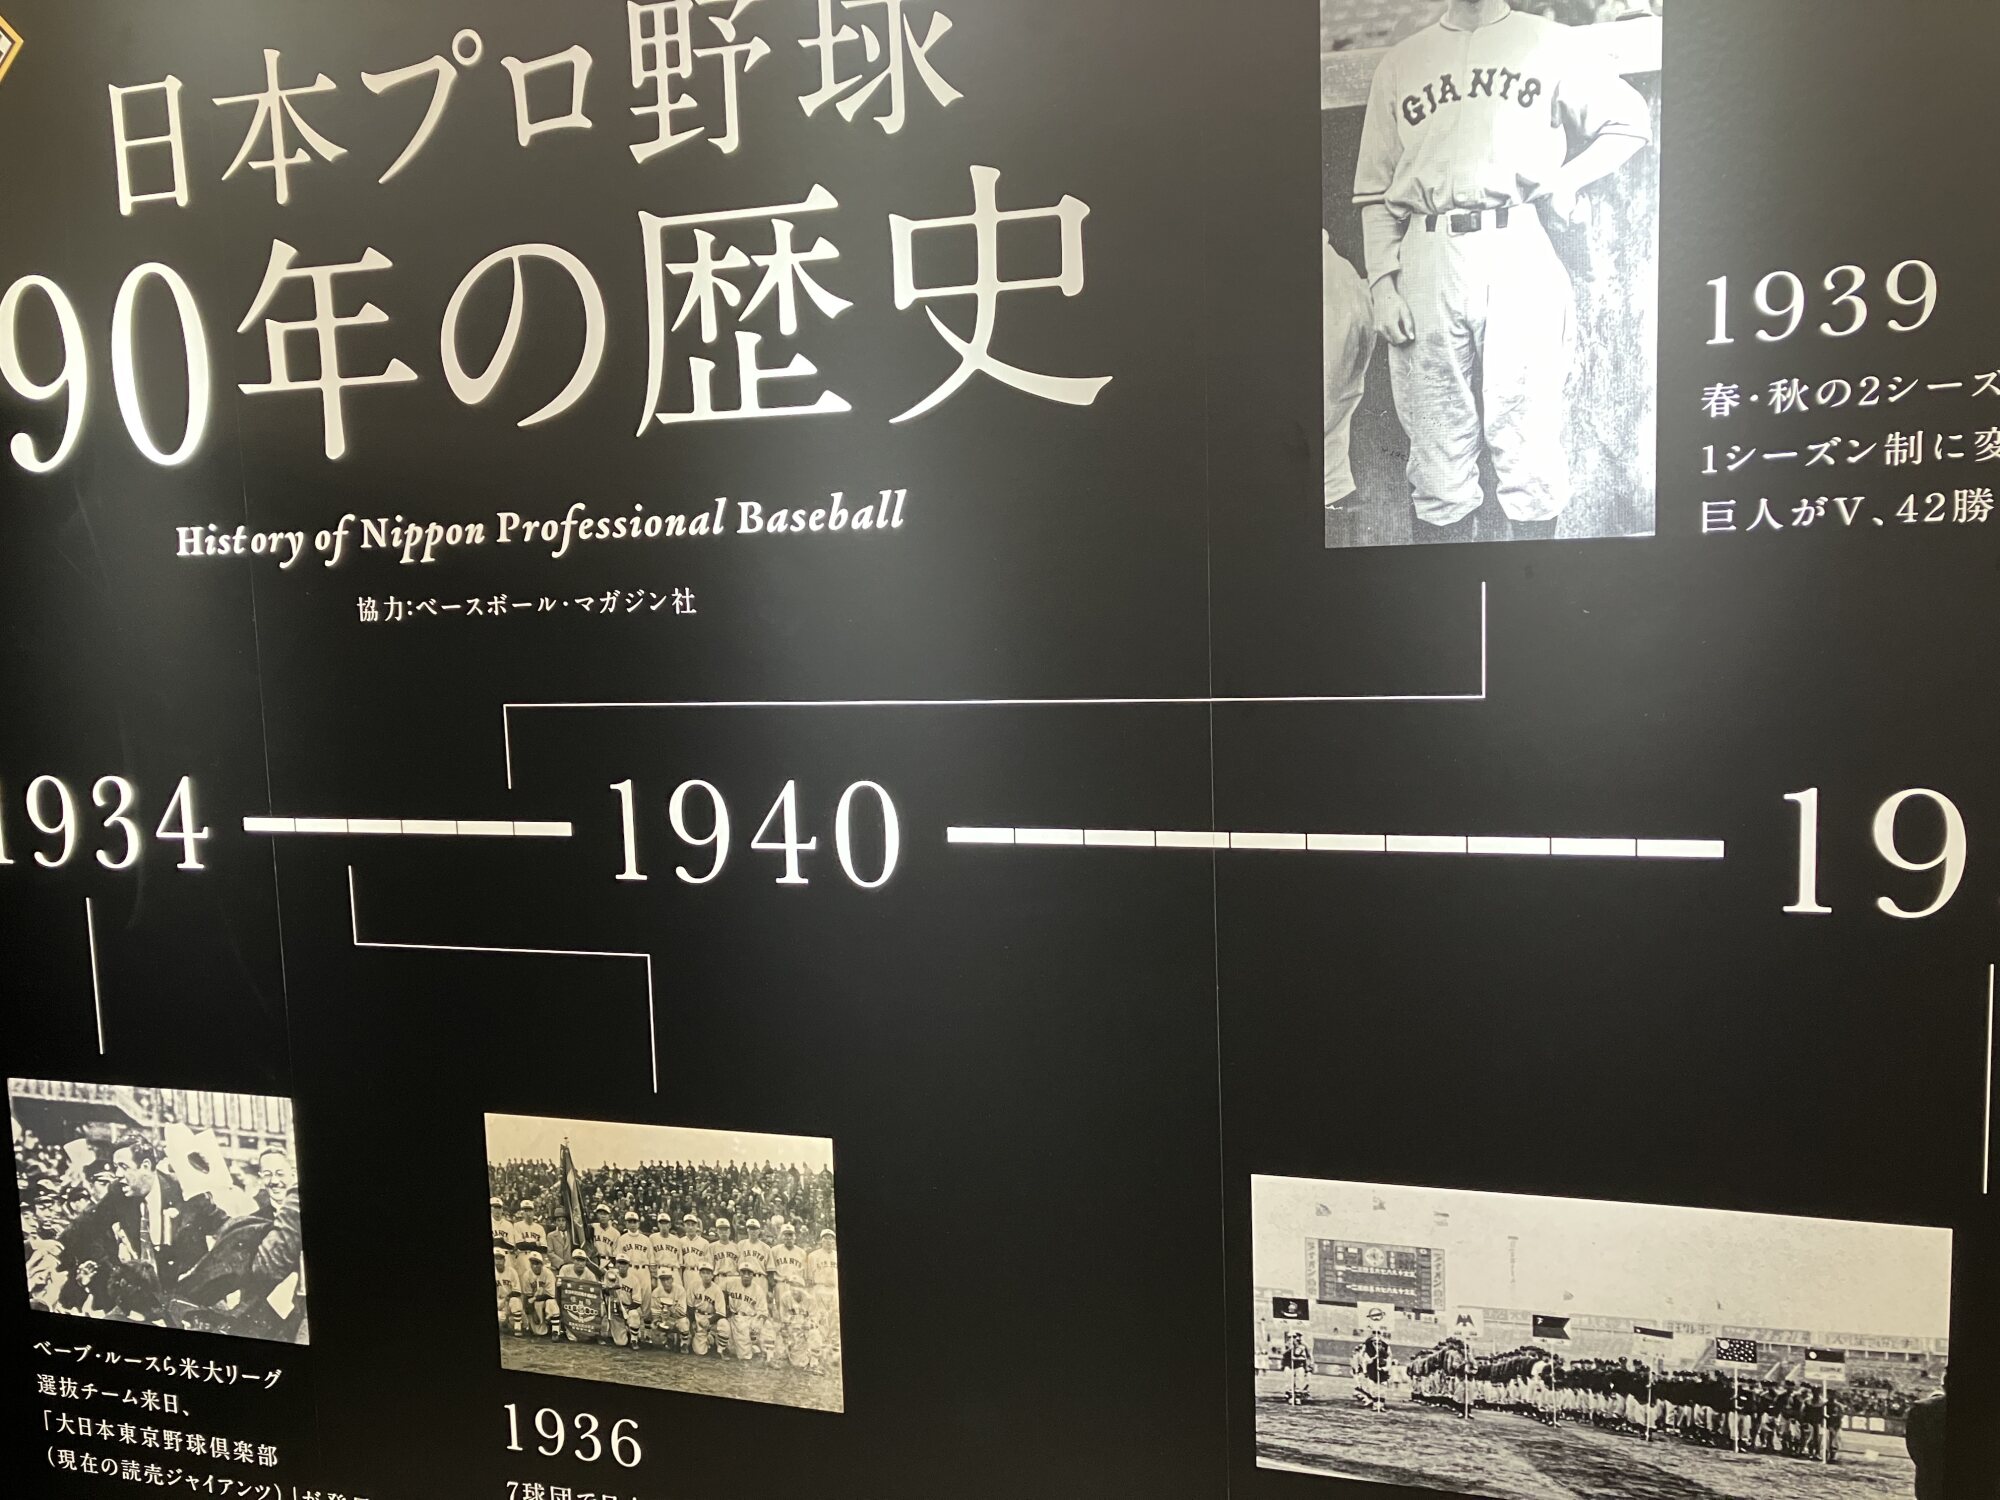 日本プロ野球
90年の歴史
History of Nippon Professional Baseball
協力:ベースボール・マガジン社
GIANTS
1939
春・秋の2シーズ
1シーズン制に変
巨人がV、42勝
1934
1940
19
ベーブ・ルースら米大リーグ
選抜チーム来日、
「大日本東京野球倶楽部
(現在の読売ジャイアンツ)」が
1936
7球団で